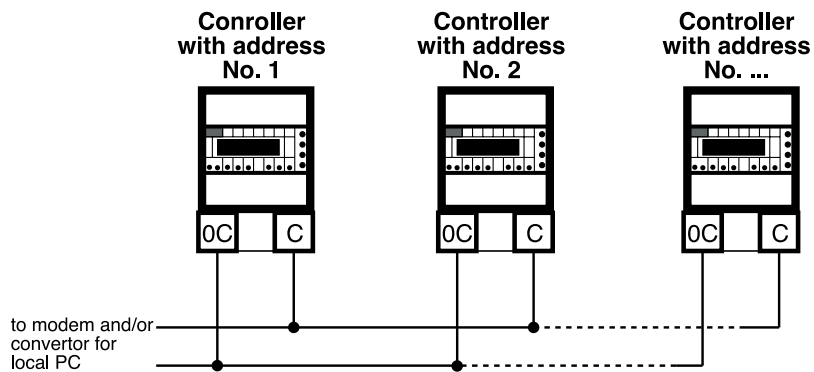 Conroller
with address
No. 1
Controller
with address
No. 2
Controller
with address
No. ...
0C
C
0C
C
0C
C
to modem and/or
convertor for
local PC